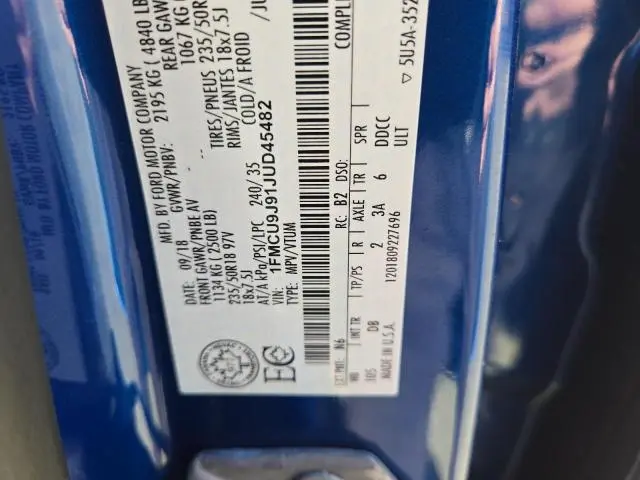 MFD. BY FORD MOTOR COMPANY
09/18 GVWR/PNBV: 2195 KG ( 4840 LB
FRONT GAWR/PNBE AV REAR GAW
1134 KG ( 2500 LB) 1067 KG (
235/50R18 97V TIRES/PNEUS 235/50R
18x7.5J RIMS/JANTES 18x7.5J
AT/A kPa/PSI/LPC 240/ 35 COLD/A FROID
VIN: 1FMCU9J91JUD45482
TYPE: MPV/VTUM
EC
COMPLI
EXT PNT: N6 RC: B2 DSO:
WB INT TR TP/PS R AXLE TR SPR
105 DB 2 3A 6 DDCC
MADE IN U.S.A. 1201809227696 ULT
▽ 5U5A-352